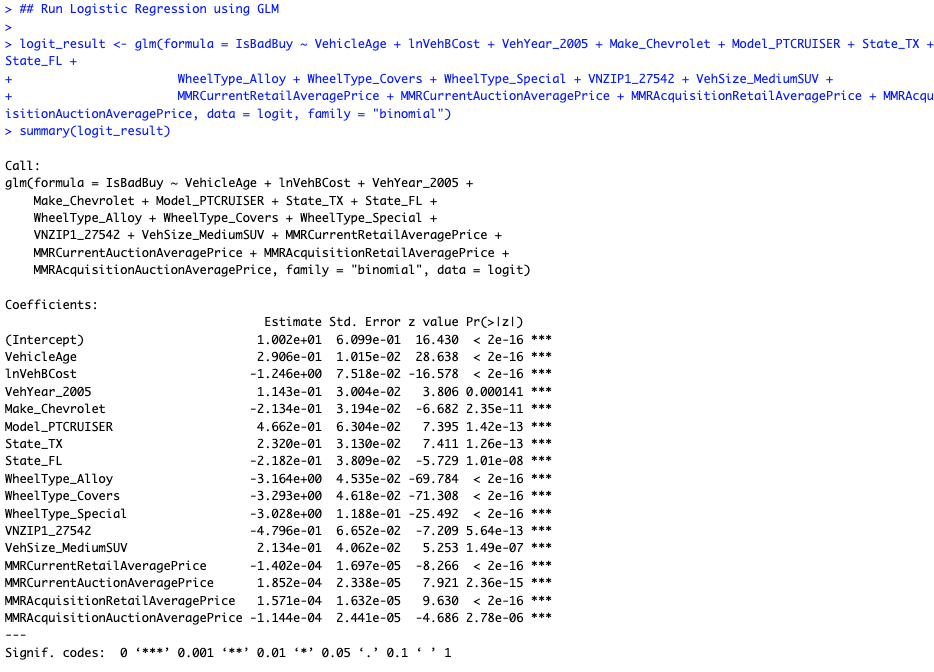 > ## Run Logistic Regression using GLM
>
> logit_result <- glm(formula = IsBadBuy ~ VehicleAge + lnVehBCost + VehYear_2005 + Make_Chevrolet + Model_PTCRUISER + State_TX +
State_FL +
+                       WheelType_Alloy + WheelType_Covers + WheelType_Special + VNZIP1_27542 + VehSize_MediumSUV +
+                       MMRCurrentRetailAveragePrice + MMRCurrentAuctionAveragePrice + MMRAcquisitionRetailAveragePrice + MMRAcqu
isitionAuctionAveragePrice, data = logit, family = "binomial")
> summary(logit_result)

Call:
glm(formula = IsBadBuy ~ VehicleAge + lnVehBCost + VehYear_2005 +
    Make_Chevrolet + Model_PTCRUISER + State_TX + State_FL +
    WheelType_Alloy + WheelType_Covers + WheelType_Special +
    VNZIP1_27542 + VehSize_MediumSUV + MMRCurrentRetailAveragePrice +
    MMRCurrentAuctionAveragePrice + MMRAcquisitionRetailAveragePrice +
    MMRAcquisitionAuctionAveragePrice, family = "binomial", data = logit)

Coefficients:
                                    Estimate Std. Error z value Pr(>|z|)
(Intercept)                        1.002e+01  6.099e-01  16.430  < 2e-16 ***
VehicleAge                         2.906e-01  1.015e-02  28.638  < 2e-16 ***
lnVehBCost                        -1.246e+00  7.518e-02 -16.578  < 2e-16 ***
VehYear_2005                       1.143e-01  3.004e-02   3.806 0.000141 ***
Make_Chevrolet                    -2.134e-01  3.194e-02  -6.682 2.35e-11 ***
Model_PTCRUISER                    4.662e-01  6.304e-02   7.395 1.42e-13 ***
State_TX                           2.320e-01  3.130e-02   7.411 1.26e-13 ***
State_FL                          -2.182e-01  3.809e-02  -5.729 1.01e-08 ***
WheelType_Alloy                   -3.164e+00  4.535e-02 -69.784  < 2e-16 ***
WheelType_Covers                  -3.293e+00  4.618e-02 -71.308  < 2e-16 ***
WheelType_Special                 -3.028e+00  1.188e-01 -25.492  < 2e-16 ***
VNZIP1_27542                      -4.796e-01  6.652e-02  -7.209 5.64e-13 ***
VehSize_MediumSUV                  2.134e-01  4.062e-02   5.253 1.49e-07 ***
MMRCurrentRetailAveragePrice      -1.402e-04  1.697e-05  -8.266  < 2e-16 ***
MMRCurrentAuctionAveragePrice      1.852e-04  2.338e-05   7.921 2.36e-15 ***
MMRAcquisitionRetailAveragePrice   1.571e-04  1.632e-05   9.630  < 2e-16 ***
MMRAcquisitionAuctionAveragePrice -1.144e-04  2.441e-05  -4.686 2.78e-06 ***
---
Signif. codes:  0 ‘***’ 0.001 ‘**’ 0.01 ‘*’ 0.05 ‘.’ 0.1 ‘ ’ 1